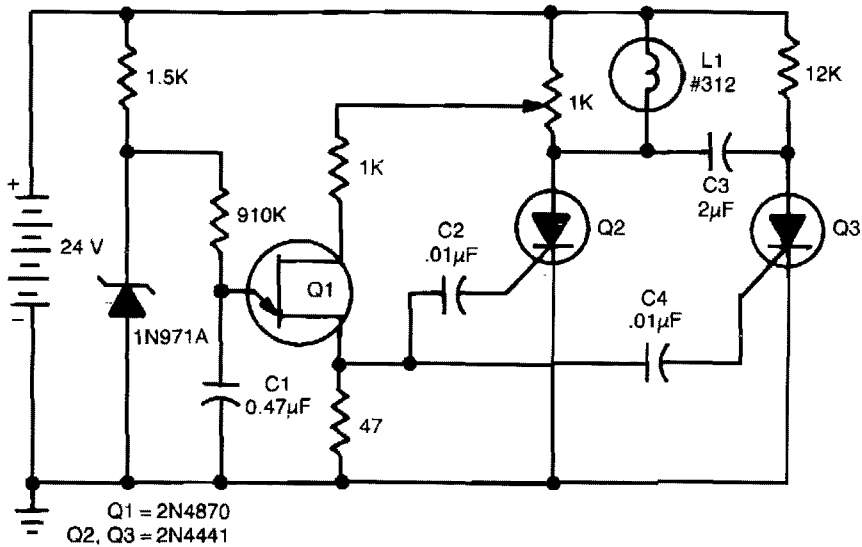 1.5K
1K
L1
#312
12K
1K
C3
2µF
+
24 V
-
910K
Q1
C2
.01µF
Q2
Q3
1N971A
C1
0.47µF
C4
.01µF
47
Q1 = 2N4870
Q2, Q3 = 2N4441